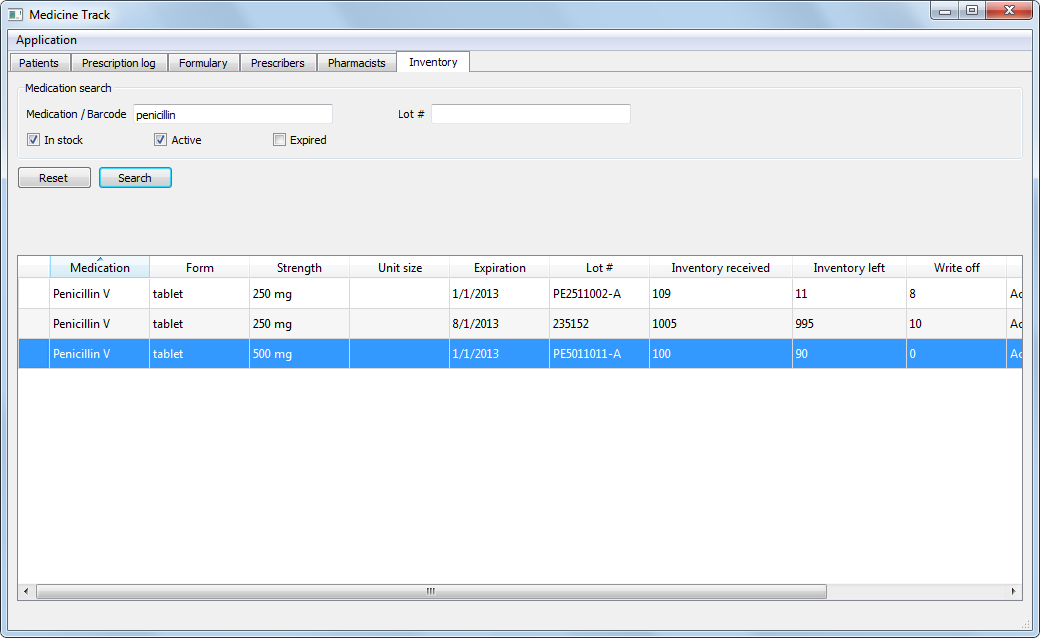 Medicine Track
Application
Patients Prescription log Formulary Prescribers Pharmacists Inventory
Medication search
Medication / Barcode penicillin Lot #
In stock Active Expired
Reset Search
Medication Form Strength Unit size Expiration Lot # Inventory received Inventory left Write off
Penicillin V tablet 250 mg 1/1/2013 PE2511002-A 109 11 8 Ac
Penicillin V tablet 250 mg 8/1/2013 235152 1005 995 10 Ac
Penicillin V tablet 500 mg 1/1/2013 PE5011011-A 100 90 0 Ac